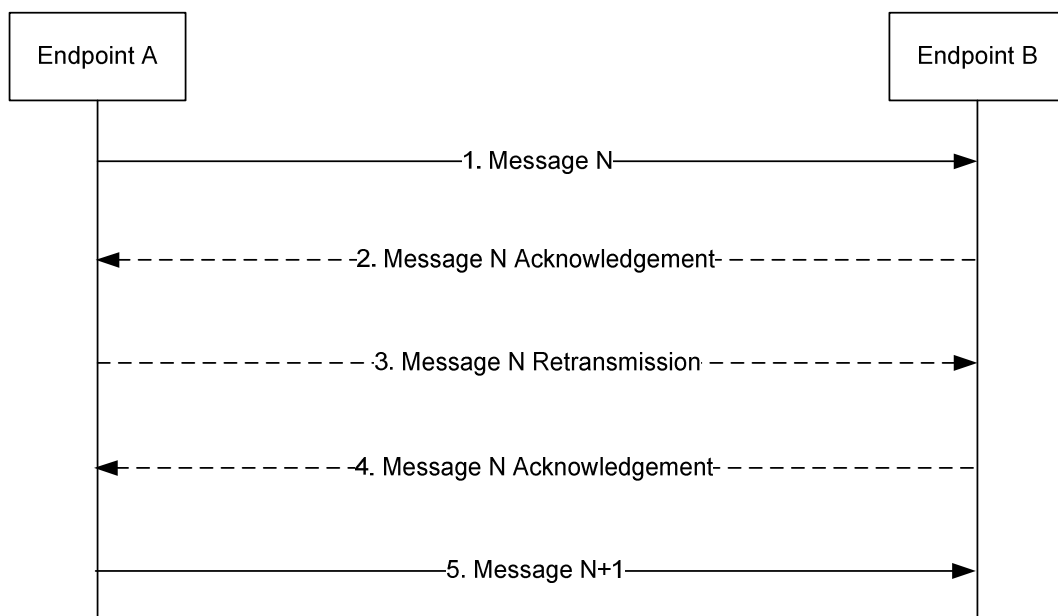 Endpoint A
Endpoint B
1. Message N
2. Message N Acknowledgement
3. Message N Retransmission
4. Message N Acknowledgement
5. Message N+1